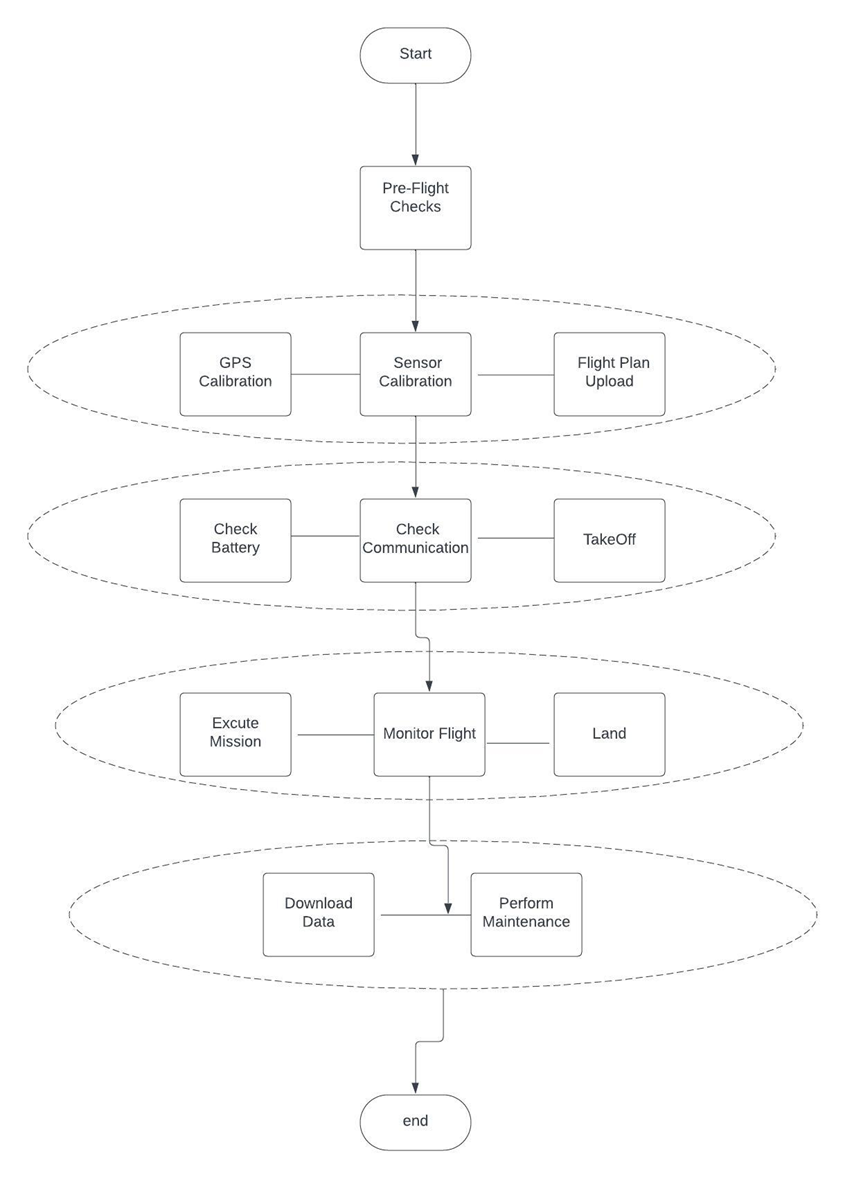 Start
Pre-Flight
Checks
GPS
Calibration
Sensor
Calibration
Flight Plan
Upload
Check
Battery
Check
Communication
TakeOff
Excute
Mission
Monitor Flight
Land
Download
Data
Perform
Maintenance
end